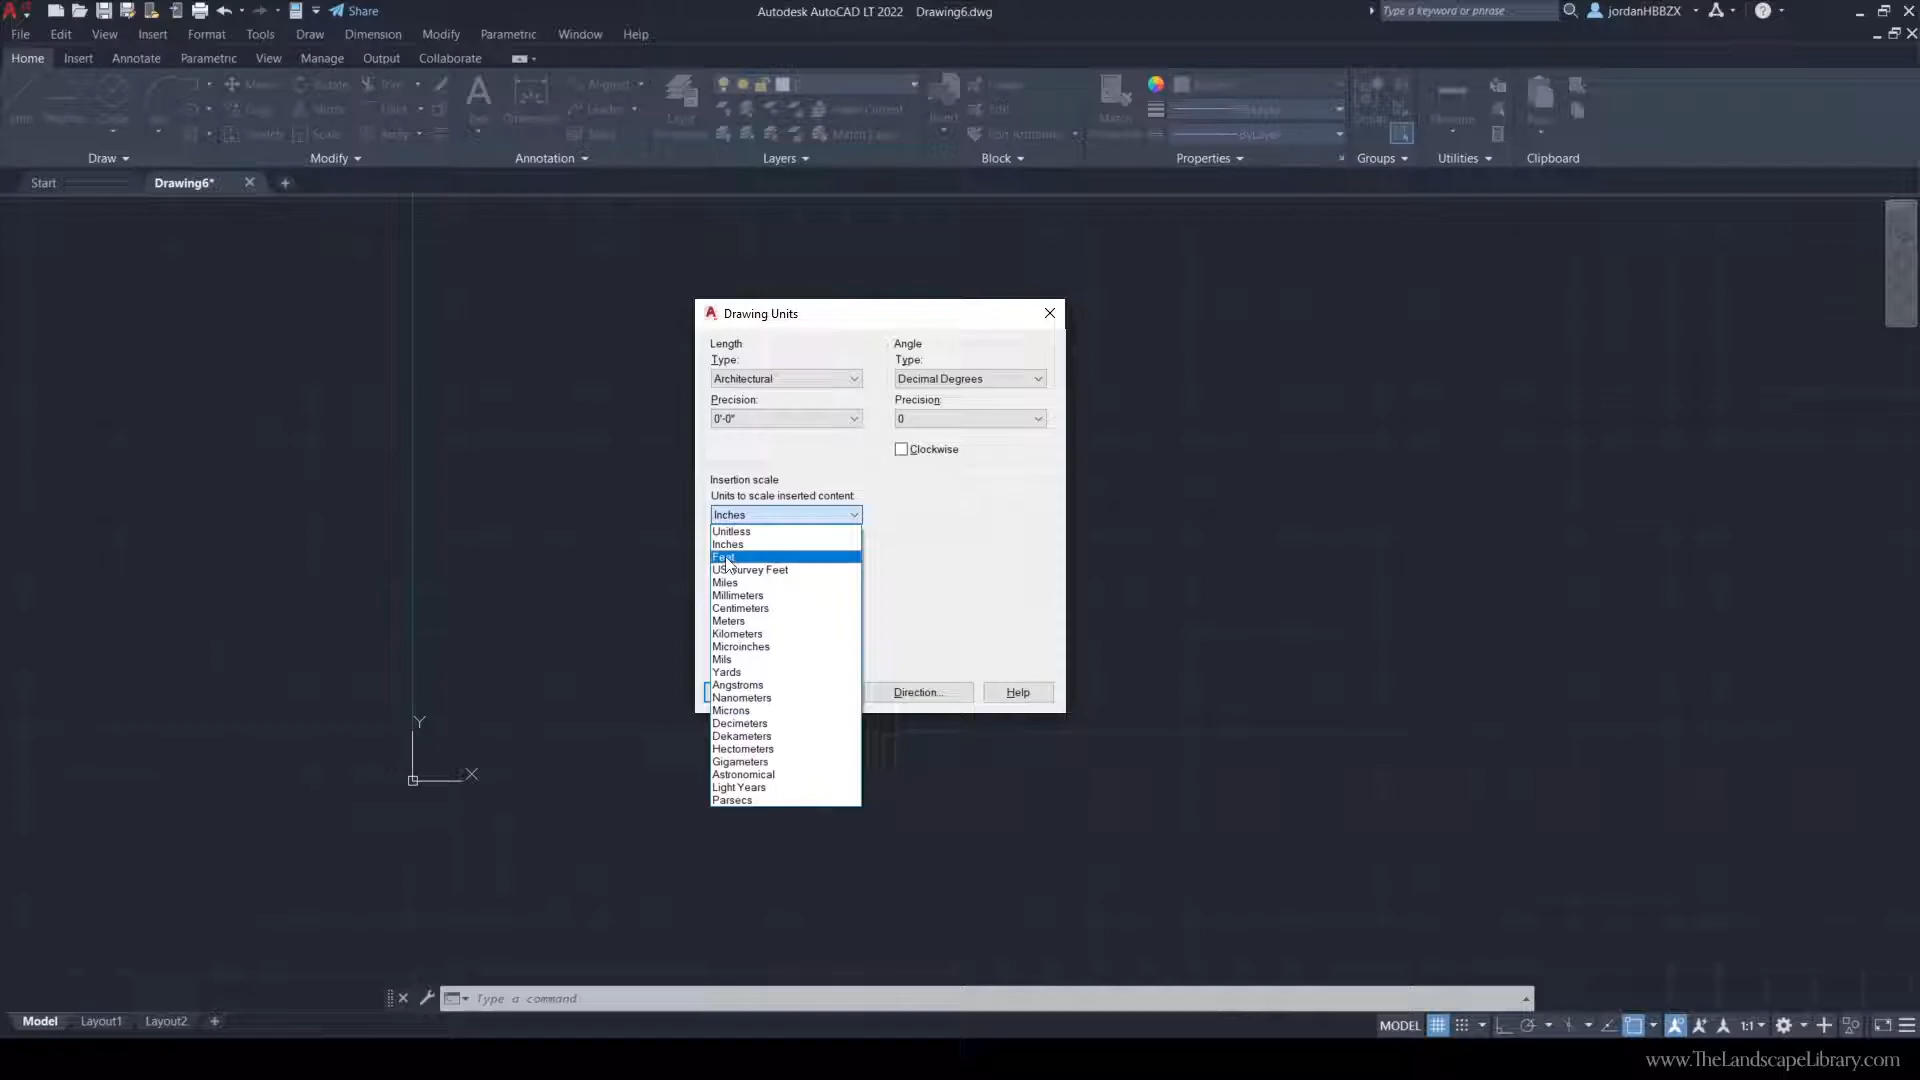 Share
Autodesk AutoCAD LT 2022 Drawing6.dwg
Type a keyword or phrase
jordanHBBZX
File Edit View Insert Format Tools Draw Dimension Modify Parametric Window Help
Home Insert Annotate Parametric View Manage Output Collaborate
Draw Modify Annotation Layers Block Properties Groups Utilities Clipboard
Start Drawing6*
Drawing Units
Length Angle
Type: Type:
Architectural Decimal Degrees
Precision: Precision:
0'-0" 0
Clockwise
Insertion scale
Units to scale inserted content:
Inches
Unitless
Inches
Feet
US Survey Feet
Miles
Millimeters
Centimeters
Meters
Kilometers
Microinches
Mils
Yards
Angstroms
Direction... Help
Nanometers
Microns
Decimeters
Dekameters
Hectometers
Gigameters
Astronomical
Light Years
Parsecs
Y
X
Type a command
Model Layout1 Layout2
MODEL 1:1
www.TheLandscapeLibrary.com